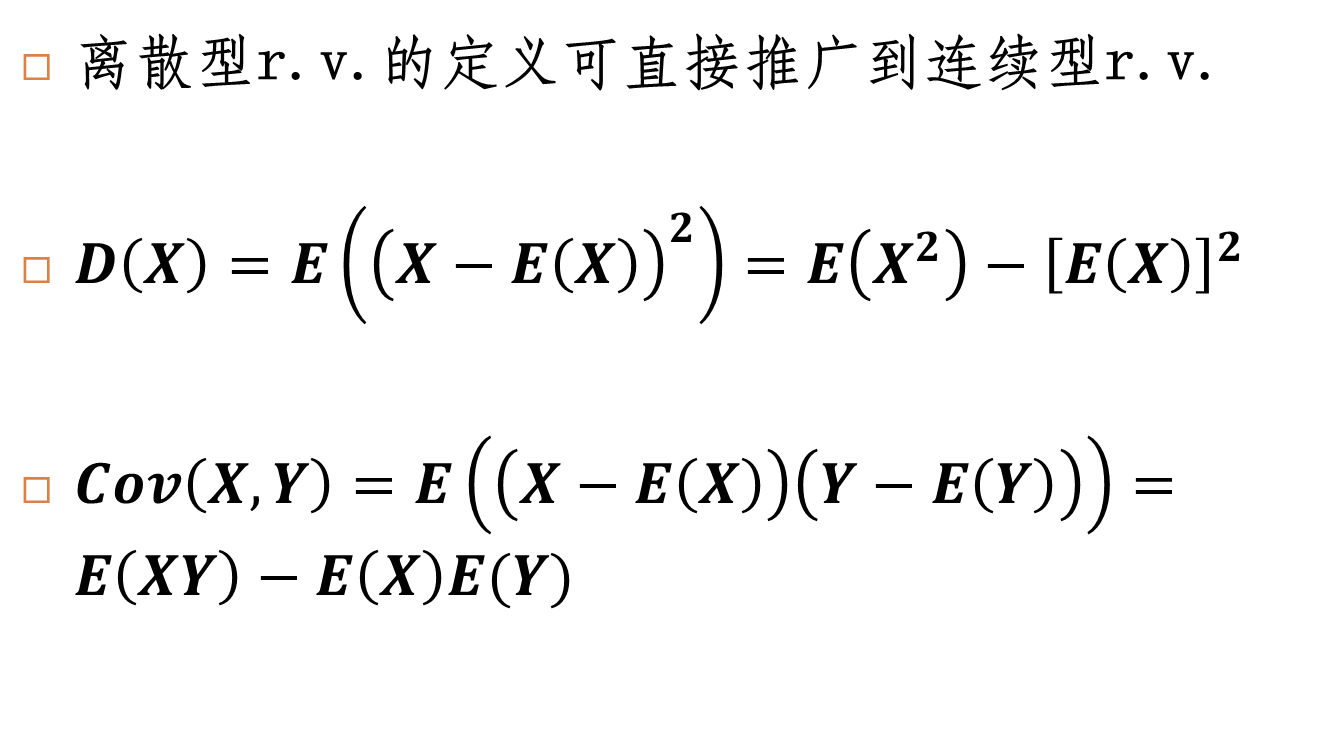 离散型r.v.的定义可直接推广到连续型r.v.
D(X) = E((X − E(X))²) = E(X²) − [E(X)]²
Cov(X, Y) = E((X − E(X))(Y − E(Y))) =
E(XY) − E(X)E(Y)